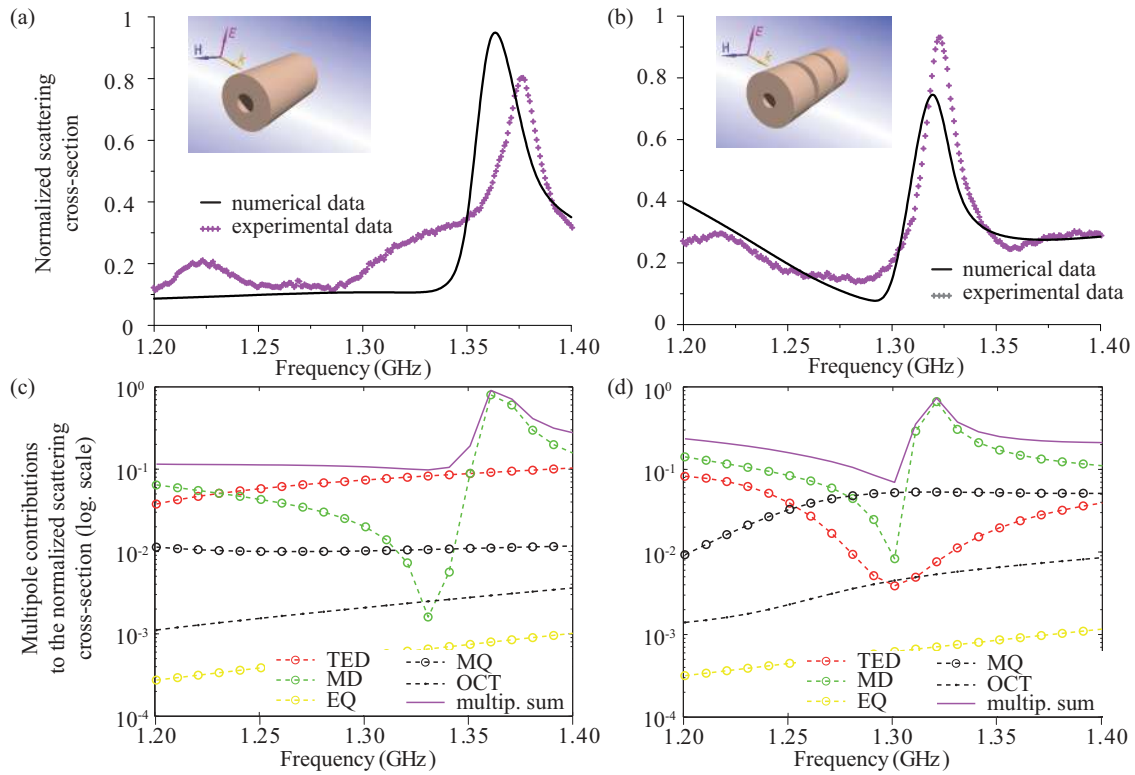 (a)
Normalized scattering
cross-section
1
0.8
0.6
0.4
0.2
0
H
E
k
numerical data
experimental data
1.20
1.25
1.30
1.35
1.40
Frequency (GHz)
(b)
1
0.8
0.6
0.4
0.2
0
H
E
k
numerical data
experimental data
1.20
1.25
1.30
1.35
1.40
Frequency (GHz)
(c)
Multipole contributions
to the normalized scattering
cross-section (log. scale)
10^0
10^-1
10^-2
10^-3
10^-4
TED
MD
EQ
MQ
OCT
multip. sum
1.20
1.25
1.30
1.35
1.40
Frequency (GHz)
(d)
10^0
10^-1
10^-2
10^-3
10^-4
TED
MD
EQ
MQ
OCT
multip. sum
1.20
1.25
1.30
1.35
1.40
Frequency (GHz)